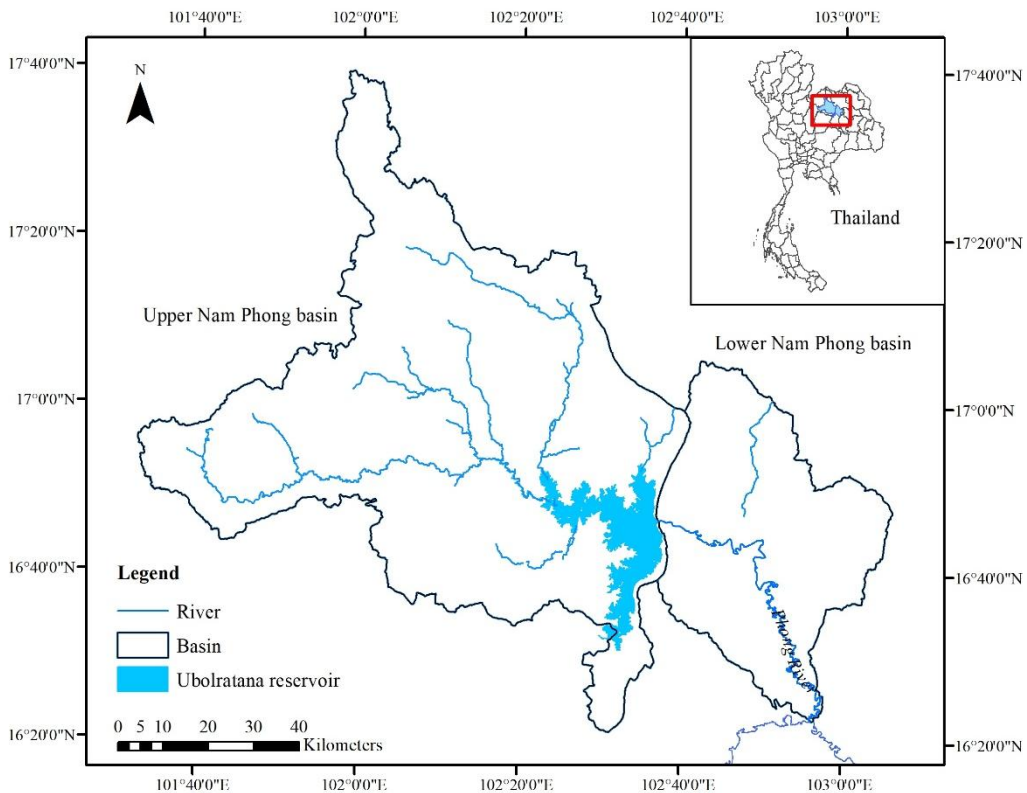 101°40'0"E 102°0'0"E 102°20'0"E 102°40'0"E 103°0'0"E
17°40'0"N
17°40'0"N
N
Thailand
17°20'0"N
17°20'0"N
Upper Nam Phong basin
Lower Nam Phong basin
17°0'0"N
17°0'0"N
16°40'0"N
16°40'0"N
Legend
River
Basin
Ubolratana reservoir
Phong River
0 5 10 20 30 40
Kilometers
16°20'0"N
16°20'0"N
101°40'0"E 102°0'0"E 102°20'0"E 102°40'0"E 103°0'0"E